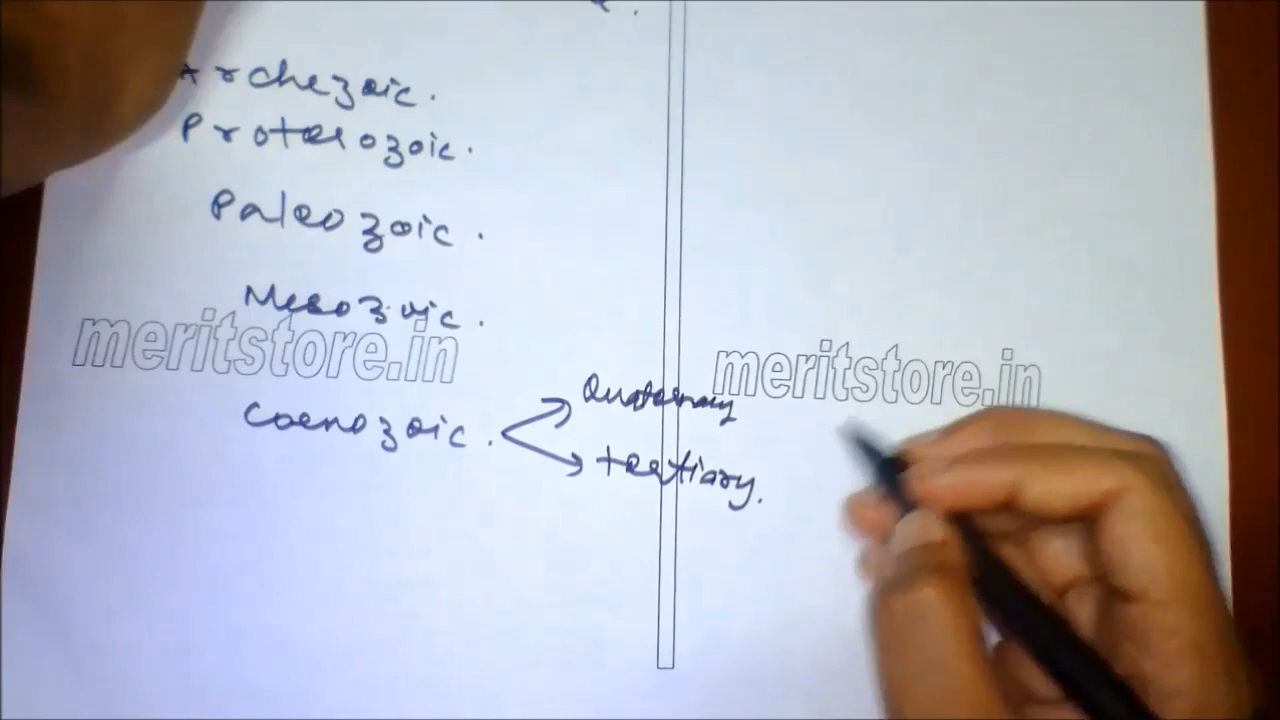 Archezoic.
Proterozoic.
Paleozoic.
Mesozoic.
meritstore.in
meritstore.in
Coenozoic.
Quaternary
tertiary.